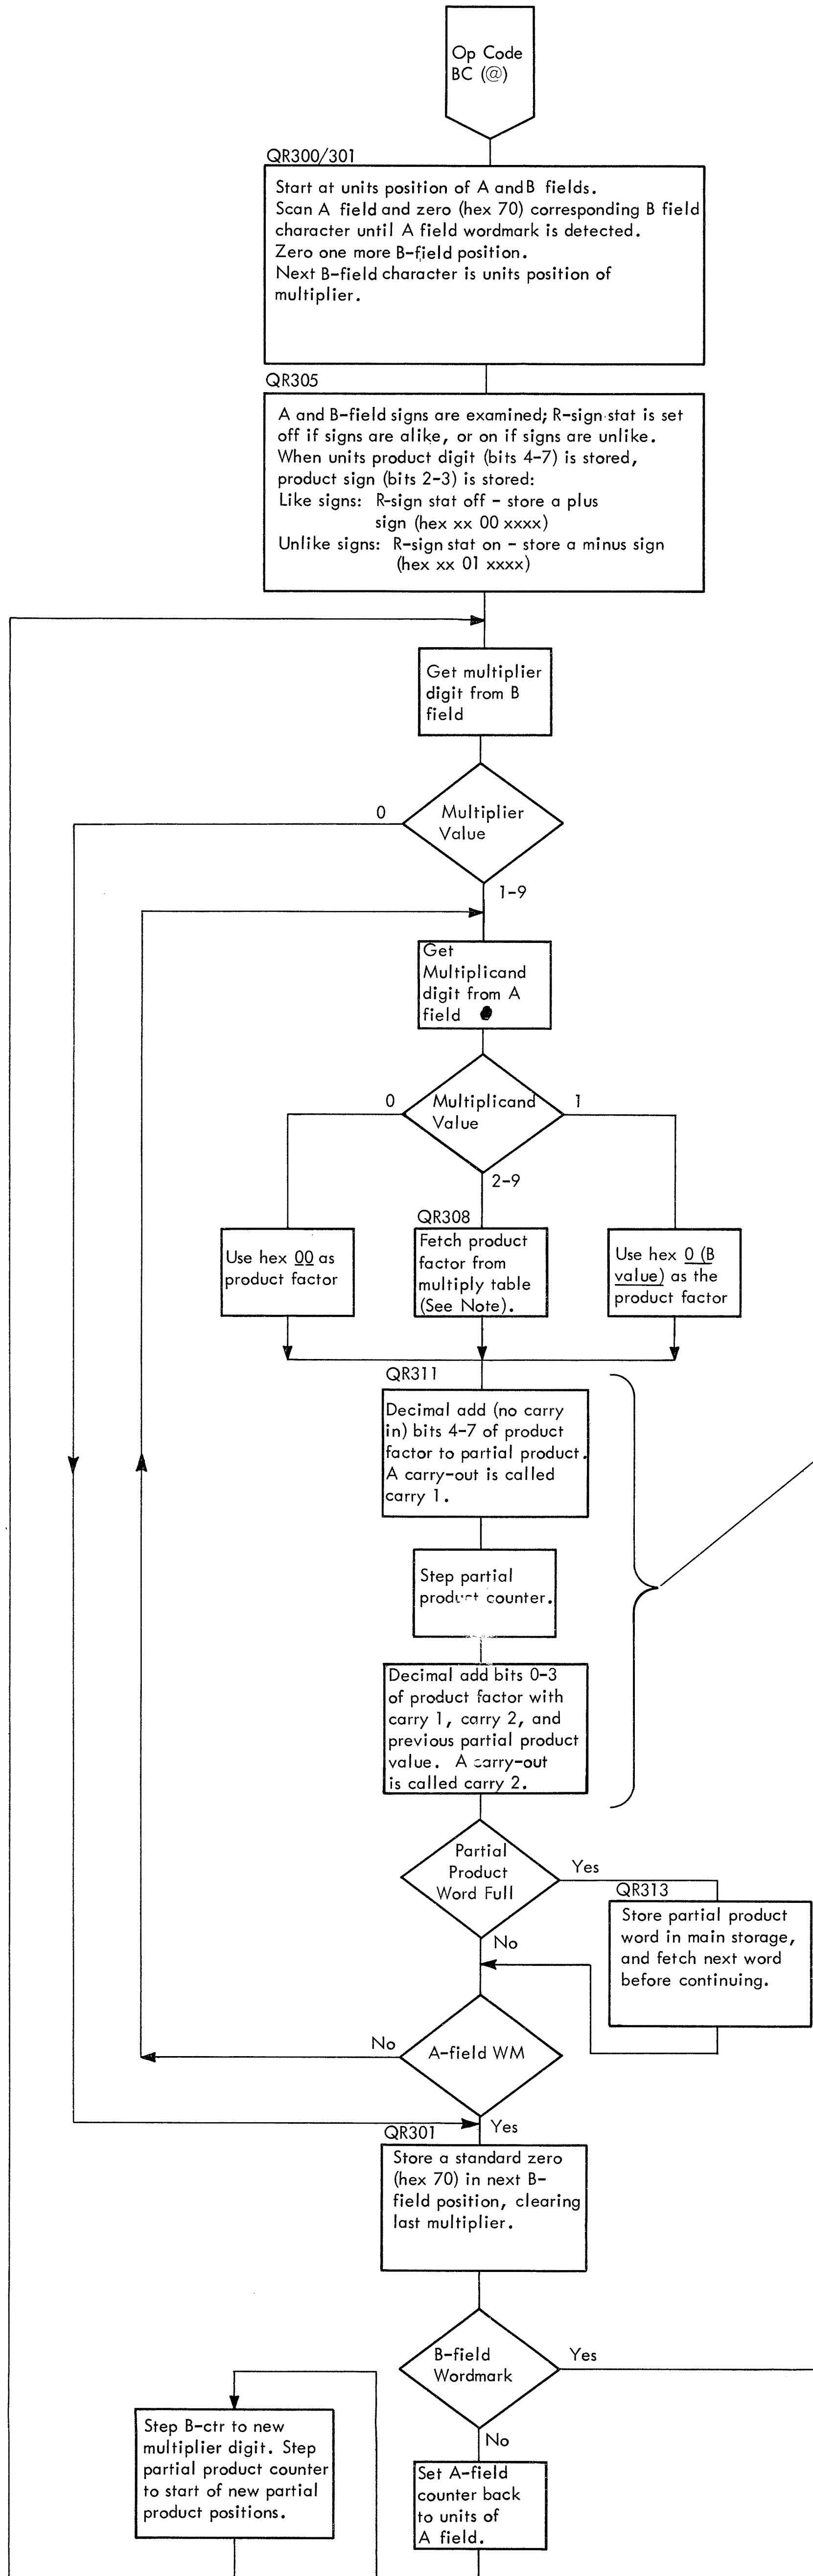 Op Code
BC (@)
QR300/301
Start at units position of A and B fields.
Scan A field and zero (hex 70) corresponding B field
character until A field wordmark is detected.
Zero one more B-field position.
Next B-field character is units position of
multiplier.
QR305
A and B-field signs are examined; R-sign stat is set
off if signs are alike, or on if signs are unlike.
When units product digit (bits 4-7) is stored,
product sign (bits 2-3) is stored:
Like signs: R-sign stat off - store a plus
sign (hex xx 00 xxxx)
Unlike signs: R-sign stat on - store a minus sign
(hex xx 01 xxxx)
Get multiplier
digit from B
field
0
Multiplier
Value
1-9
Get
Multiplicand
digit from A
field
0
Multiplicand
Value
1
2-9
Use hex 00 as
product factor
QR308
Fetch product
factor from
multiply table
(See Note).
Use hex 0 (B
value) as the
product factor
QR311
Decimal add (no carry
in) bits 4-7 of product
factor to partial product.
A carry-out is called
carry 1.
Step partial
product counter.
Decimal add bits 0-3
of product factor with
carry 1, carry 2, and
previous partial product
value. A carry-out
is called carry 2.
Partial
Product
Word Full
Yes
No
QR313
Store partial product
word in main storage,
and fetch next word
before continuing.
No
A-field WM
Yes
QR301
Store a standard zero
(hex 70) in next B-
field position, clearing
last multiplier.
B-field
Wordmark
Yes
No
Step B-ctr to new
multiplier digit. Step
partial product counter
to start of new partial
product positions.
Set A-field
counter back
to units of
A field.